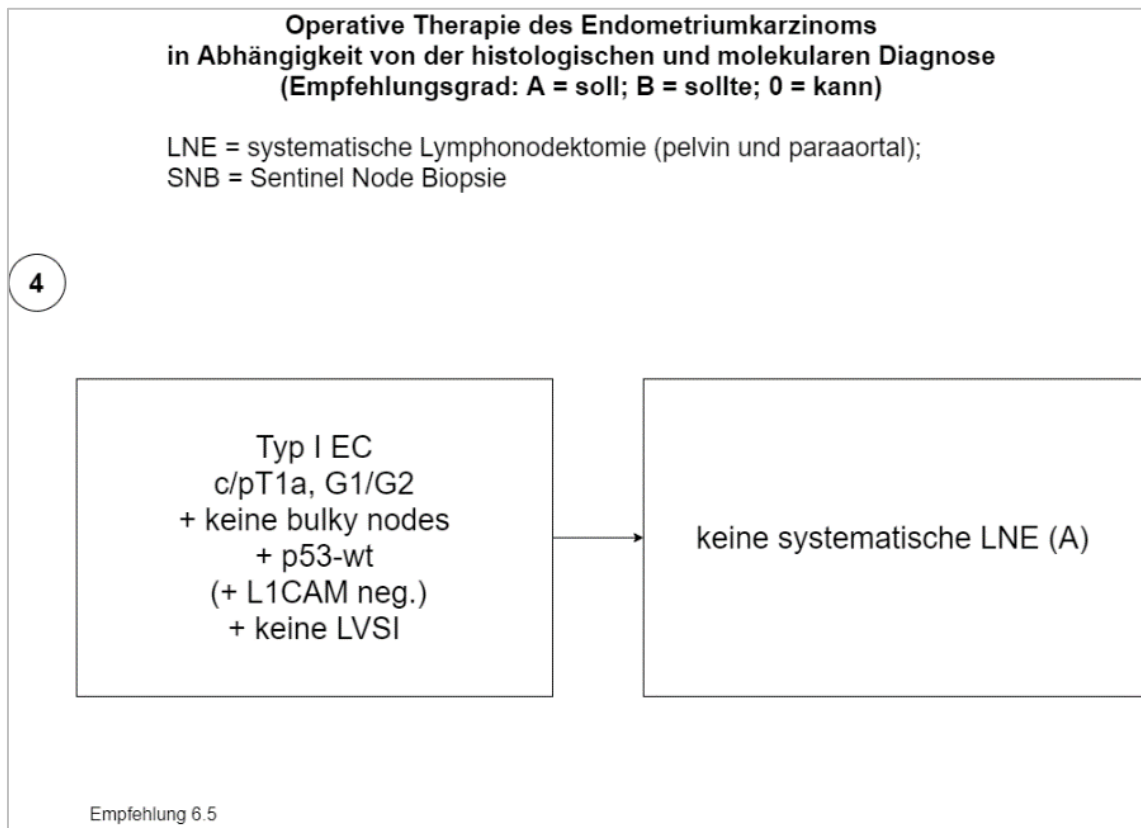 Operative Therapie des Endometriumkarzinoms
in Abhängigkeit von der histologischen und molekularen Diagnose
(Empfehlungsgrad: A = soll; B = sollte; 0 = kann)
LNE = systematische Lymphonodektomie (pelvin und paraaortal);
SNB = Sentinel Node Biopsie
4
Typ I EC
c/pT1a, G1/G2
+ keine bulky nodes
+ p53-wt
(+ L1CAM neg.)
+ keine LVSI
keine systematische LNE (A)
Empfehlung 6.5